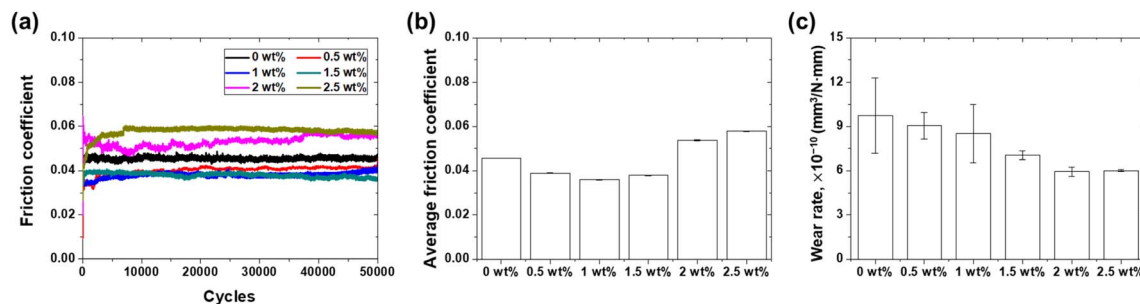 (a)
Friction coefficient
0.10
0.08
0.06
0.04
0.02
0.00
0 wt% 0.5 wt%
1 wt% 1.5 wt%
2 wt% 2.5 wt%
0 10000 20000 30000 40000 50000
Cycles
(b)
Average friction coefficient
0.10
0.08
0.06
0.04
0.02
0.00
0 wt% 0.5 wt% 1 wt% 1.5 wt% 2 wt% 2.5 wt%
(c)
Wear rate, ×10⁻¹⁰ (mm³/N·mm)
15
12
9
6
3
0
0 wt% 0.5 wt% 1 wt% 1.5 wt% 2 wt% 2.5 wt%